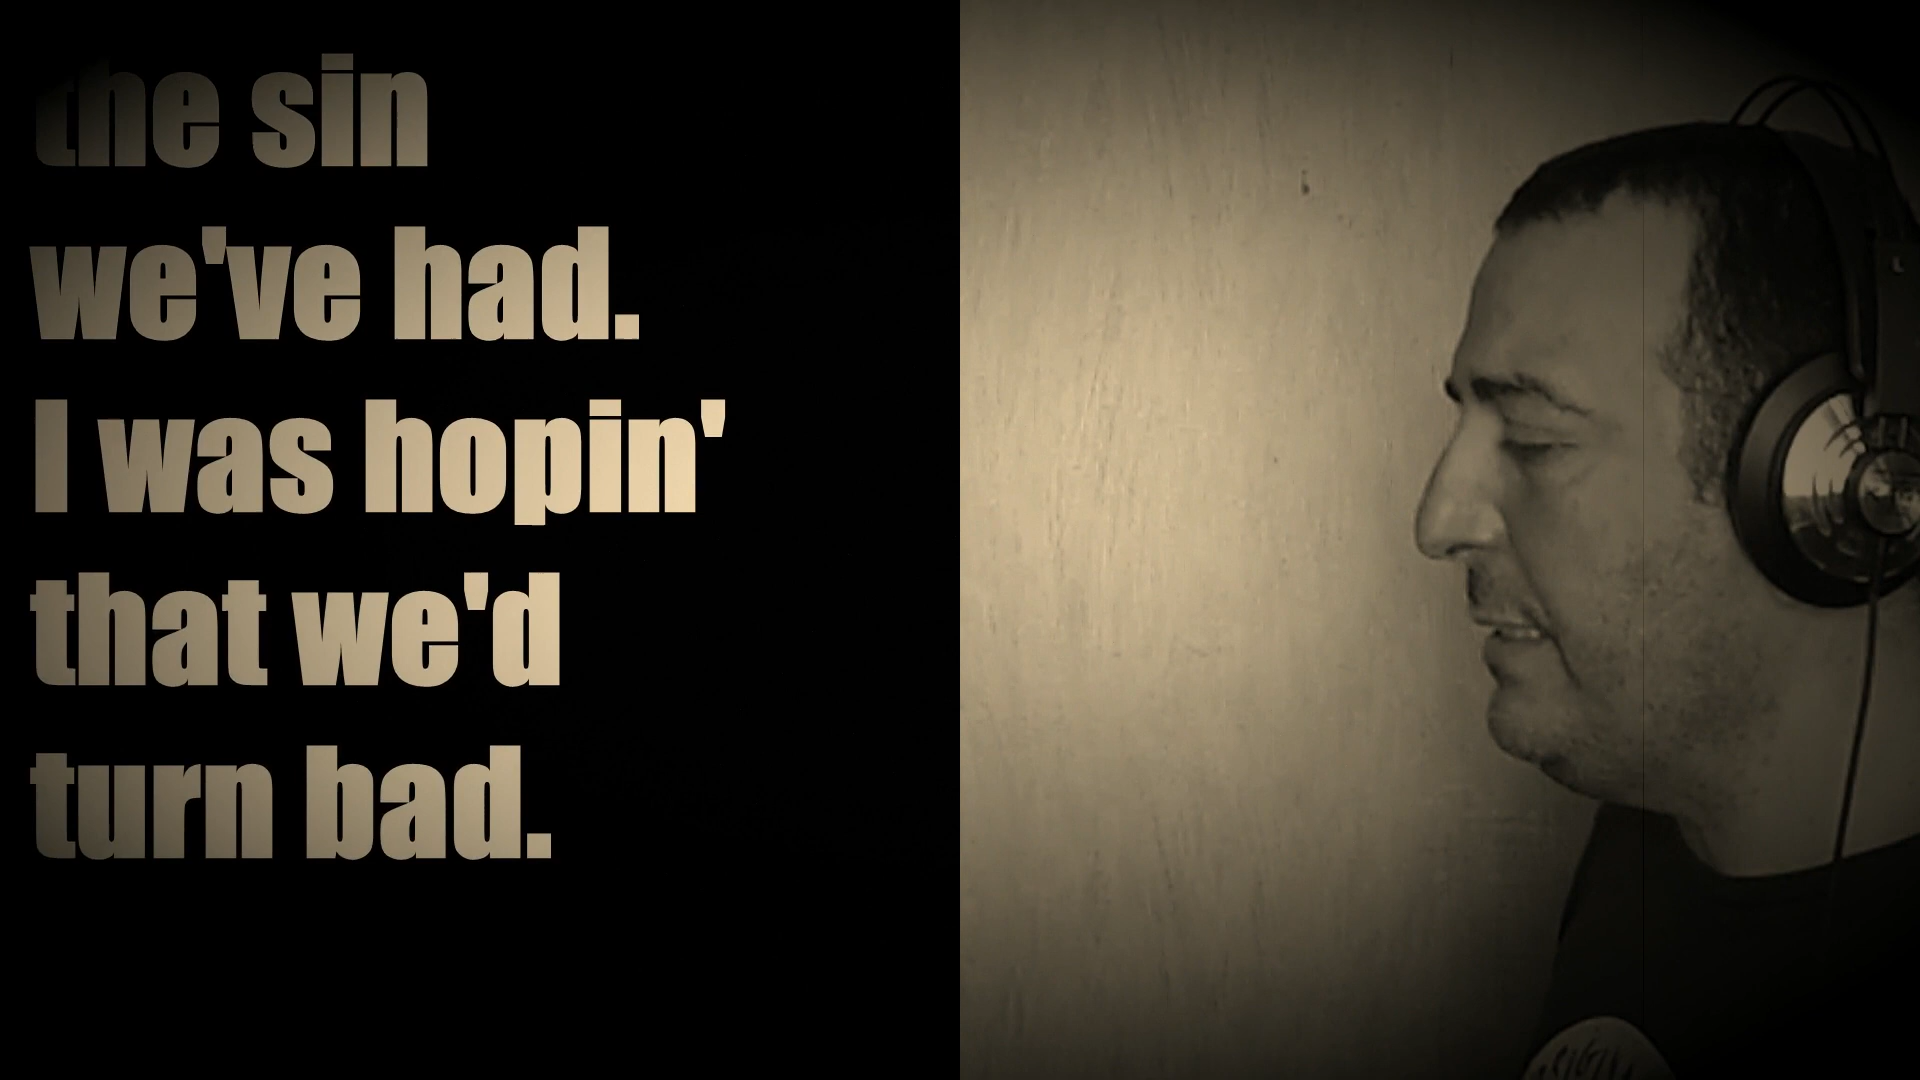 the sin
we've had.
I was hopin'
that we'd
turn bad.